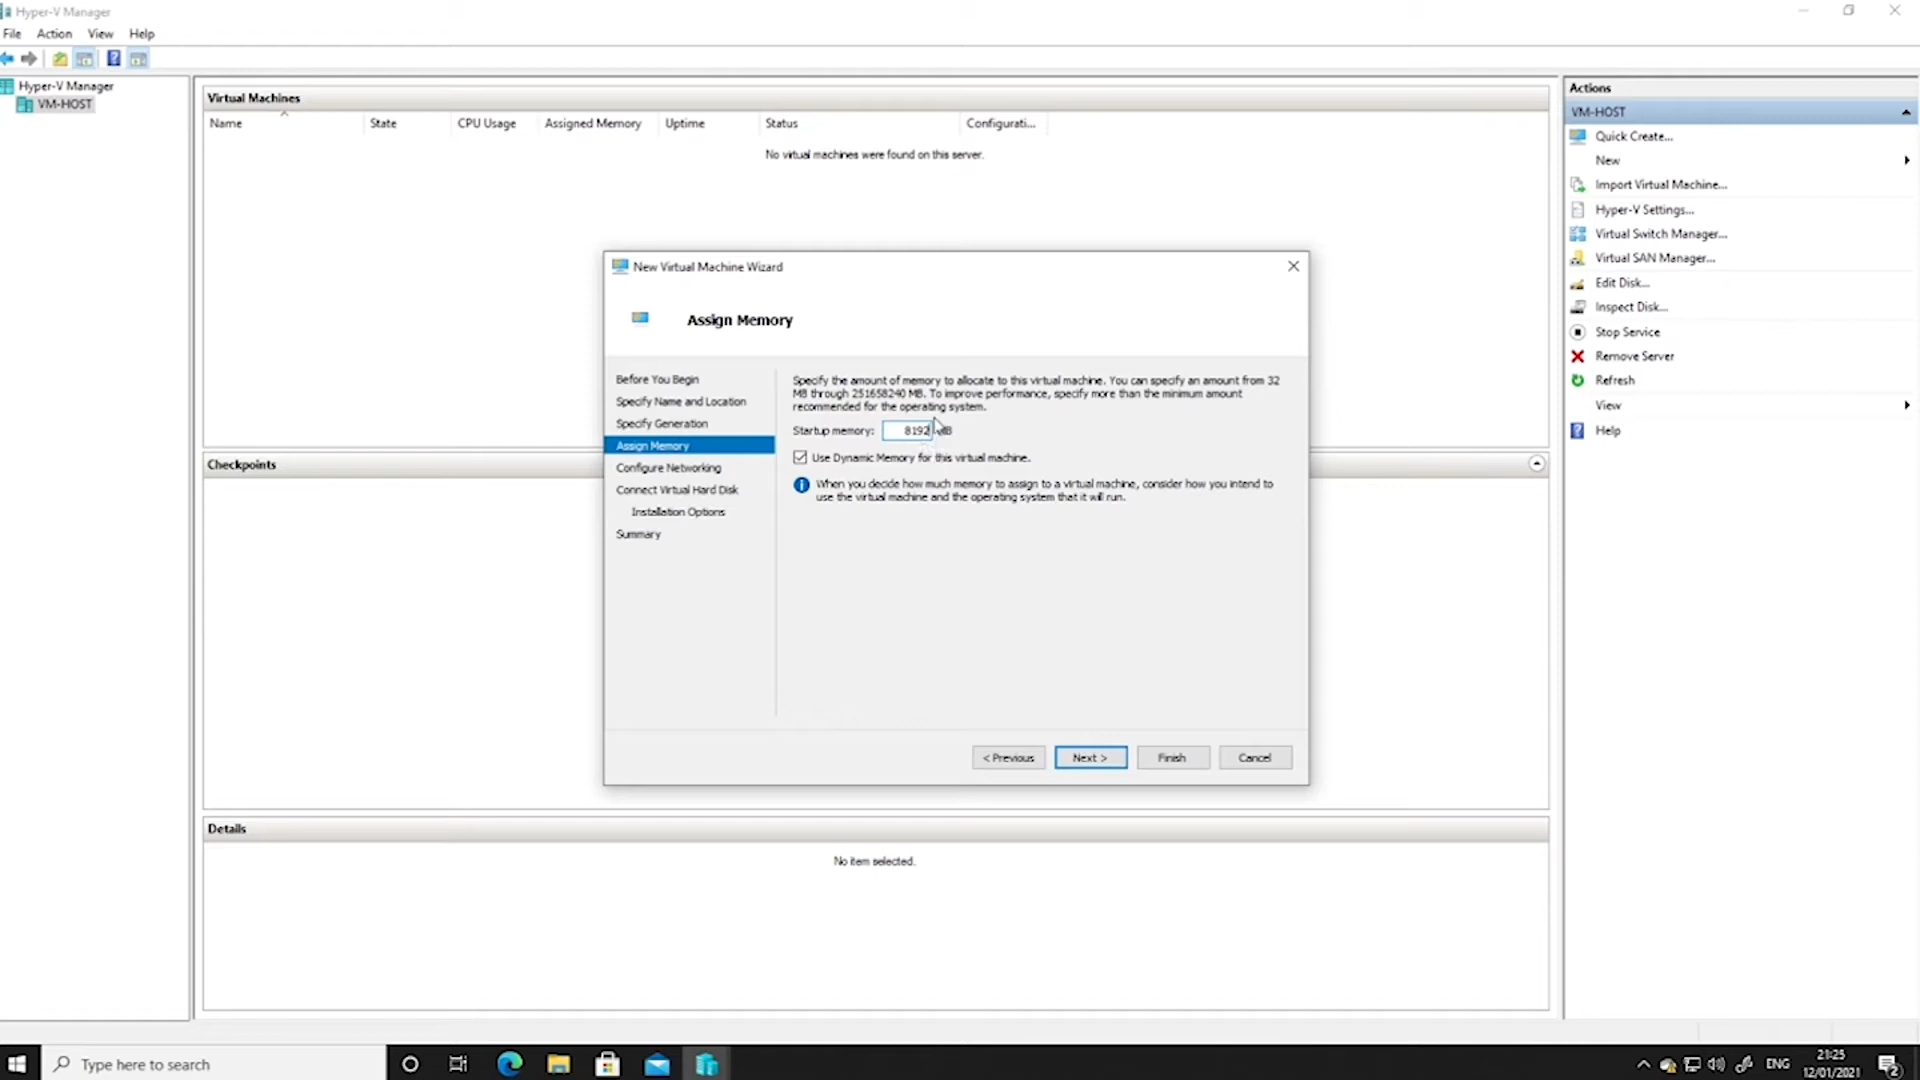 Hyper-V Manager
File Action View Help
Hyper-V Manager
VM-HOST
Virtual Machines
Name State CPU Usage Assigned Memory Uptime Status Configurati...
No virtual machines were found on this server.
New Virtual Machine Wizard
Assign Memory
Before You Begin
Specify Name and Location
Specify Generation
Assign Memory
Configure Networking
Connect Virtual Hard Disk
Installation Options
Summary
Specify the amount of memory to allocate to this virtual machine. You can specify an amount from 32
MB through 251658240 MB. To improve performance, specify more than the minimum amount
recommended for the operating system.
Startup memory: 8192 MB
Use Dynamic Memory for this virtual machine.
When you decide how much memory to assign to a virtual machine, consider how you intend to
use the virtual machine and the operating system that it will run.
< Previous Next > Finish Cancel
Checkpoints
Details
No item selected.
Actions
VM-HOST
Quick Create...
New
Import Virtual Machine...
Hyper-V Settings...
Virtual Switch Manager...
Virtual SAN Manager...
Edit Disk...
Inspect Disk...
Stop Service
Remove Server
Refresh
View
Help
Type here to search
ENG
21:25
12/01/2021
2